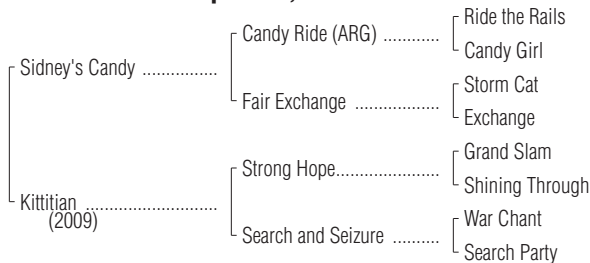 Ride the Rails
Candy Ride (ARG) ............
Candy Girl
Sidney's Candy ................
Storm Cat
Fair Exchange ..................
Exchange
Grand Slam
Strong Hope......................
Shining Through
Kittitian ............................
(2009)
War Chant
Search and Seizure ..........
Search Party